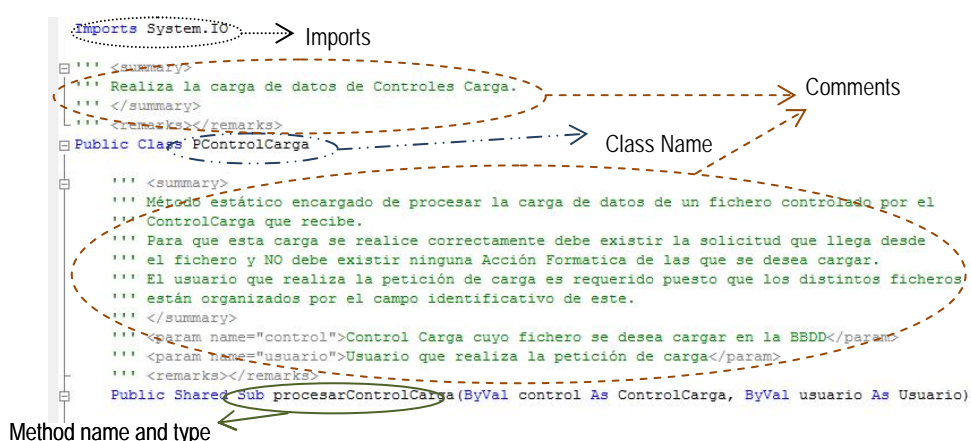 Imports System.IO
Imports
''' <summary>
''' Realiza la carga de datos de Controles Carga.
''' </summary>
''' <remarks></remarks>
Comments
Public Class PControlCarga
Class Name
''' <summary>
''' Método estático encargado de procesar la carga de datos de un fichero controlado por el
''' ControlCarga que recibe.
''' Para que esta carga se realice correctamente debe existir la solicitud que llega desde
''' el fichero y NO debe existir ninguna Acción Formatica de las que se desea cargar.
''' El usuario que realiza la petición de carga es requerido puesto que los distintos ficheros
''' están organizados por el campo identificativo de este.
''' </summary>
''' <param name="control">Control Carga cuyo fichero se desea cargar en la BBDD</param>
''' <param name="usuario">Usuario que realiza la petición de carga</param>
''' <remarks></remarks>
Public Shared Sub procesarControlCarga(ByVal control As ControlCarga, ByVal usuario As Usuario)
Method name and type